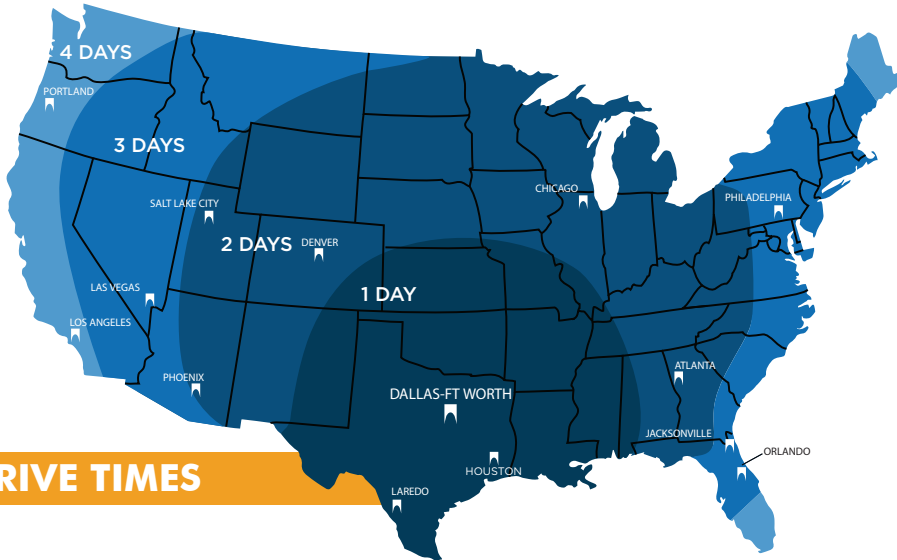 4 DAYS
PORTLAND
3 DAYS
CHICAGO
PHILADELPHIA
SALT LAKE CITY
2 DAYS
DENVER
LAS VEGAS
1 DAY
LOS ANGELES
ATLANTA
PHOENIX
DALLAS-FT WORTH
JACKSONVILLE
ORLANDO
HOUSTON
RIVE TIMES
LAREDO